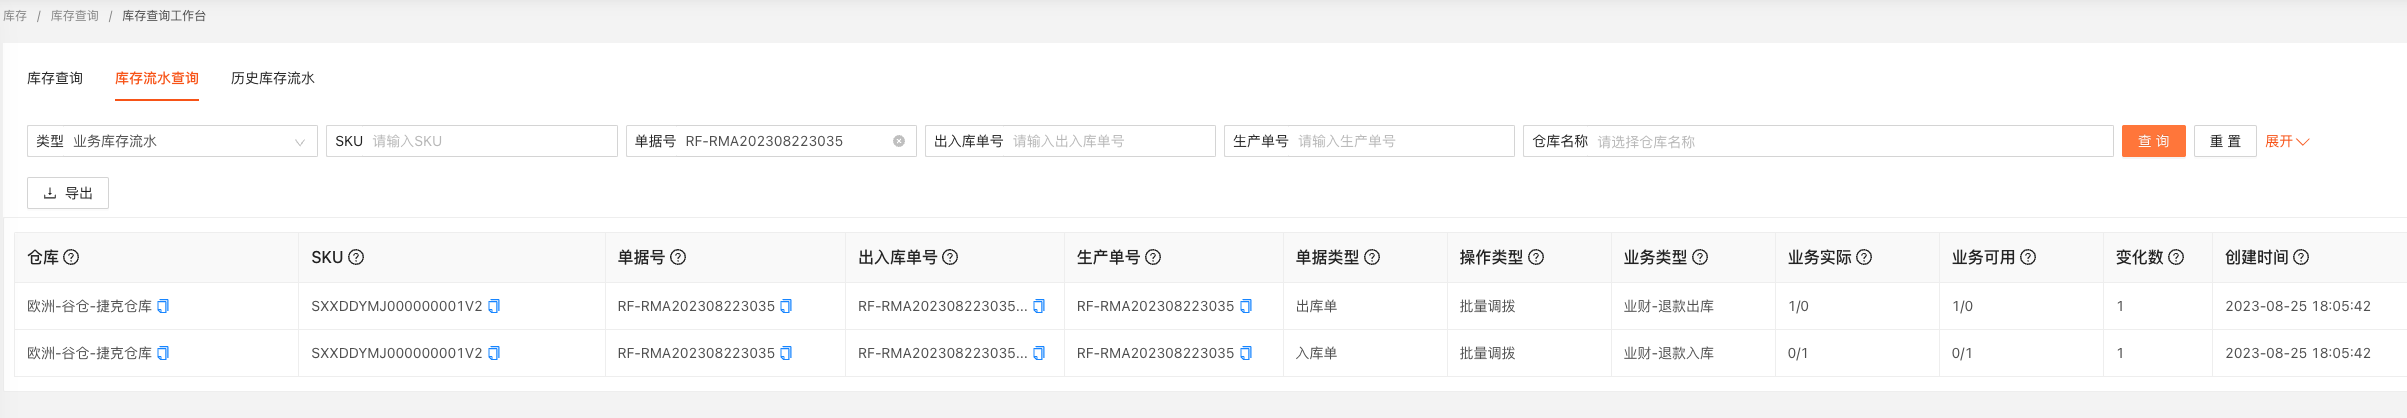 库存 / 库存查询 / 库存查询工作台
库存查询 库存流水查询 历史库存流水
类型 业务库存流水 SKU 请输入SKU 单据号 RF-RMA202308223035 出入库单号 请输入出入库单号 生产单号 请输入生产单号 仓库名称 请选择仓库名称 查 询 重 置 展开
导出
仓库 SKU 单据号 出入库单号 生产单号 单据类型 操作类型 业务类型 业务实际 业务可用 变化数 创建时间
欧洲-谷仓-捷克仓库 SXXDDYMJ000000001V2 RF-RMA202308223035 RF-RMA202308223035... RF-RMA202308223035 出库单 批量调拨 业财-退款出库 1/0 1/0 1 2023-08-25 18:05:42
欧洲-谷仓-捷克仓库 SXXDDYMJ000000001V2 RF-RMA202308223035 RF-RMA202308223035... RF-RMA202308223035 入库单 批量调拨 业财-退款入库 0/1 0/1 1 2023-08-25 18:05:42